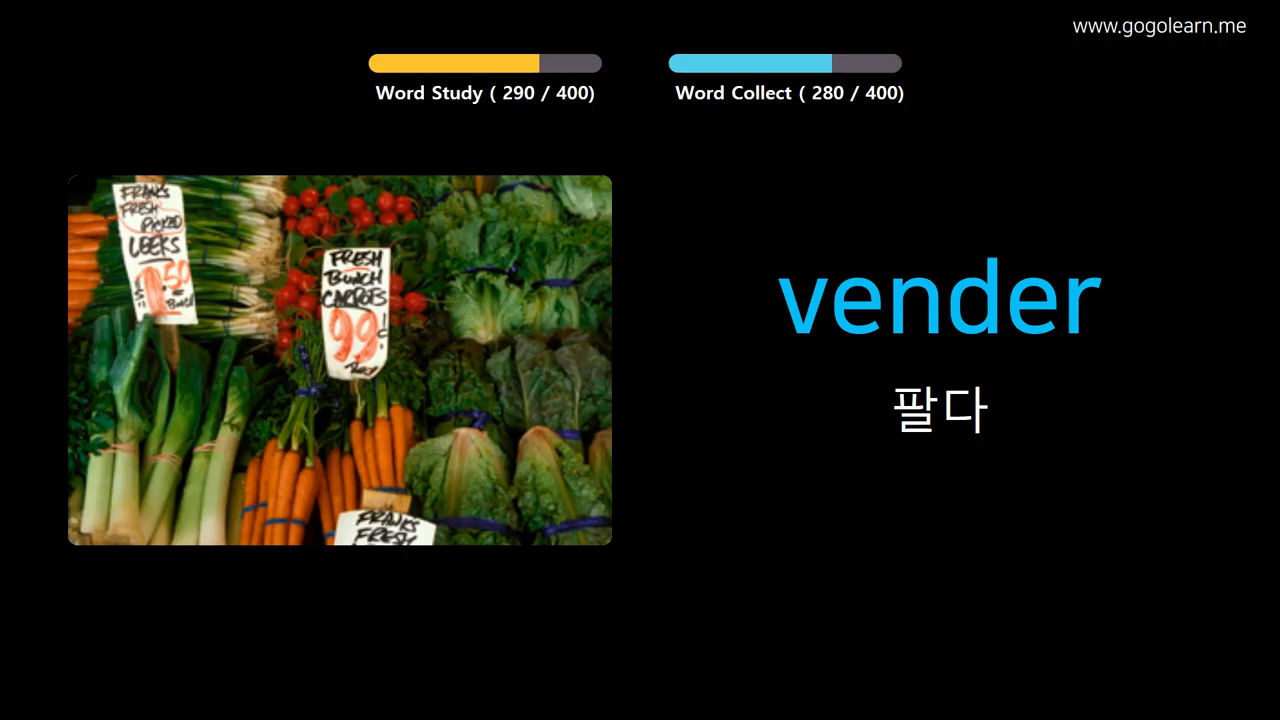 www.gogolearn.me
Word Study ( 290 / 400)
Word Collect ( 280 / 400)
FRANK'S
FRESH
PICKED
LEEKS
FRESH
BUNCH
CARROTS
99¢
FRANK'S
FRESH
vender
팔다